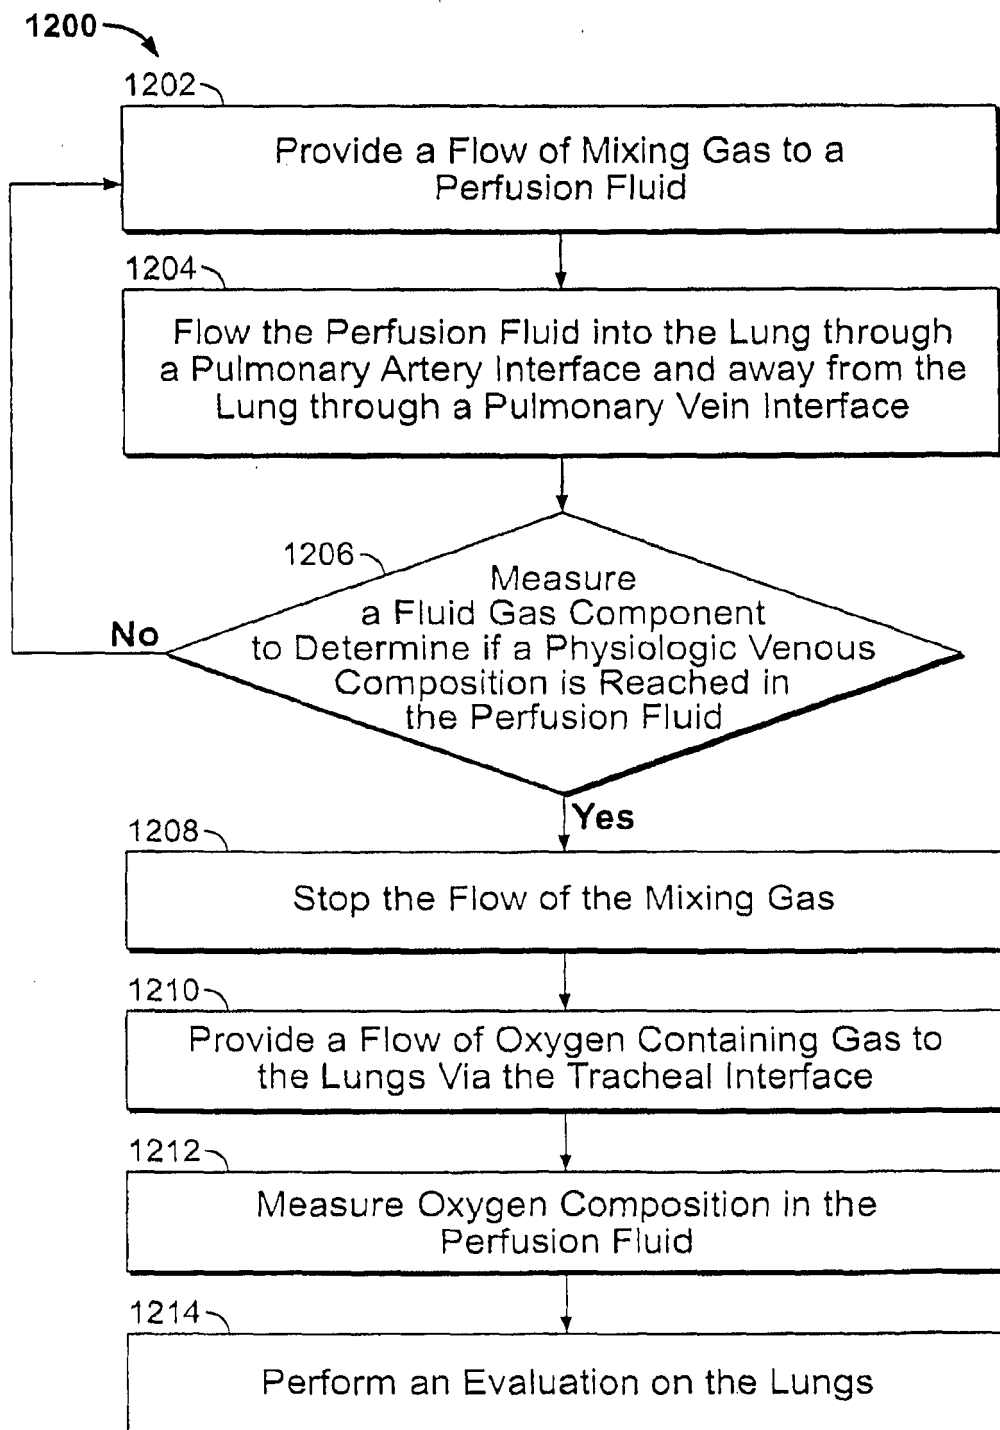 1200
1202
Provide a Flow of Mixing Gas to a
Perfusion Fluid
1204
Flow the Perfusion Fluid into the Lung through
a Pulmonary Artery Interface and away from the
Lung through a Pulmonary Vein Interface
1206
Measure
a Fluid Gas Component
to Determine if a Physiologic Venous
Composition is Reached in
the Perfusion Fluid
No
Yes
1208
Stop the Flow of the Mixing Gas
1210
Provide a Flow of Oxygen Containing Gas to
the Lungs Via the Tracheal Interface
1212
Measure Oxygen Composition in the
Perfusion Fluid
1214
Perform an Evaluation on the Lungs